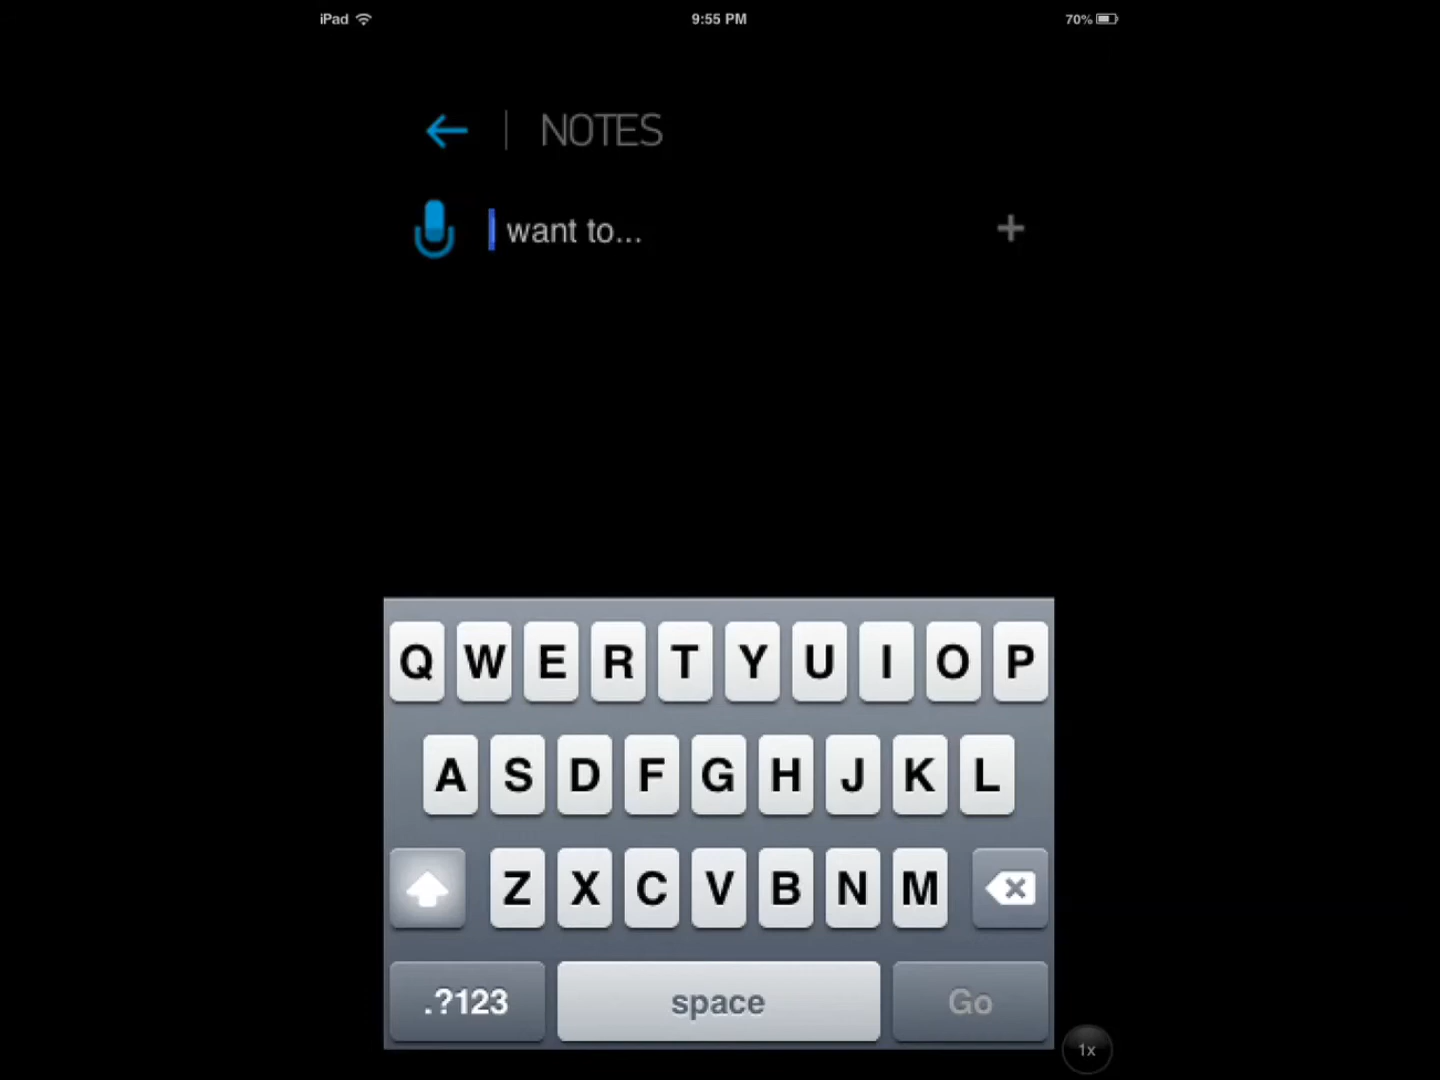 iPad 9:55 PM 70%
NOTES
I want to...
Q W E R T Y U I O P
A S D F G H J K L
Z X C V B N M
.?123 space Go
1x